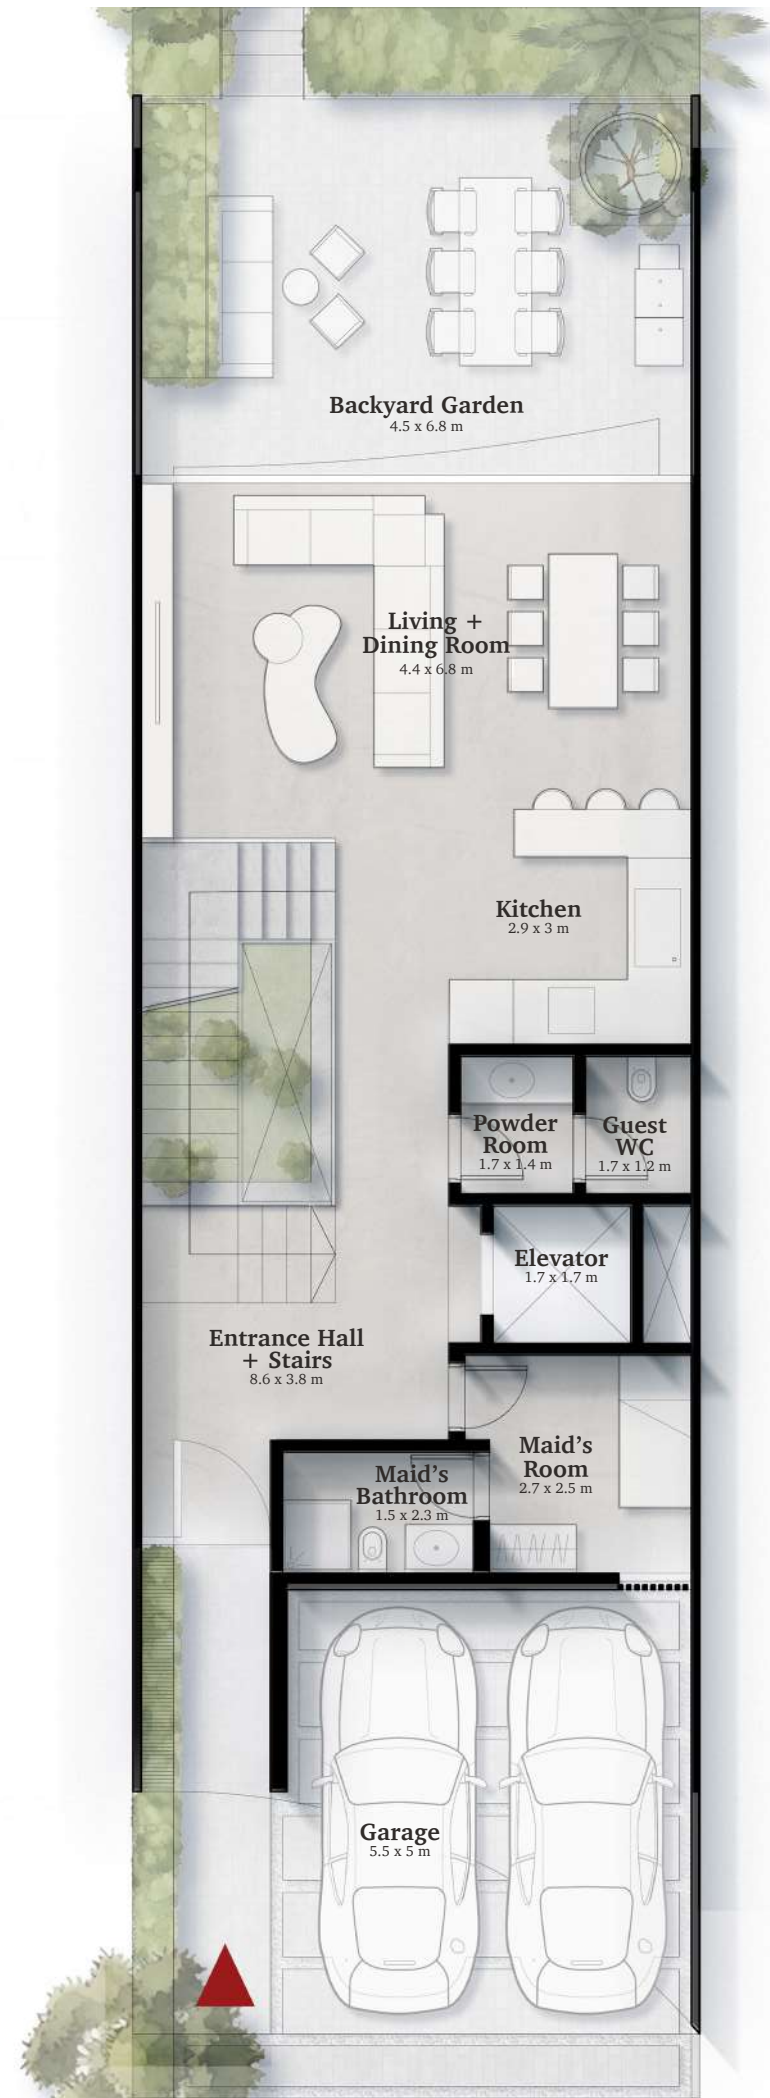 Backyard Garden
4.5 x 6.8 m
Living +
Dining Room
4.4 x 6.8 m
Kitchen
2.9 x 3 m
Powder
Room
1.7 x 1.4 m
Guest
WC
1.7 x 1.2 m
Elevator
1.7 x 1.7 m
Entrance Hall
+ Stairs
8.6 x 3.8 m
Maid’s
Room
2.7 x 2.5 m
Maid’s
Bathroom
1.5 x 2.3 m
Garage
5.5 x 5 m